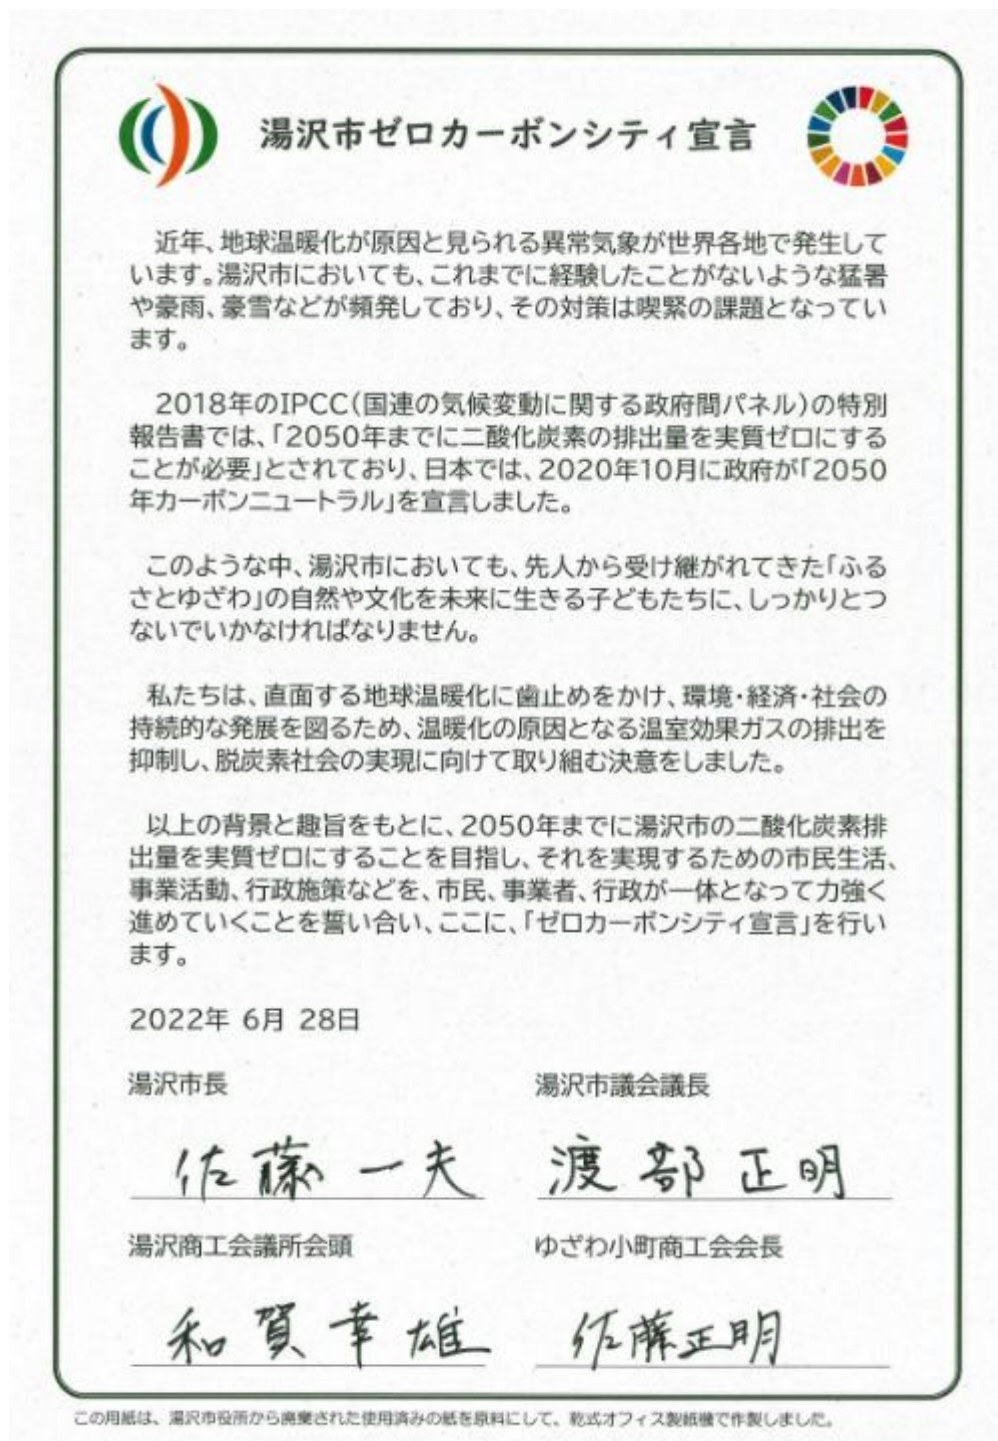 湯沢市ゼロカーボンシティ宣言
近年、地球温暖化が原因と見られる異常気象が世界各地で発生して
います。湯沢市においても、これまでに経験したことがないような猛暑
や豪雨、豪雪などが頻発しており、その対策は喫緊の課題となってい
ます。
2018年のIPCC(国連の気候変動に関する政府間パネル)の特別
報告書では、「2050年までに二酸化炭素の排出量を実質ゼロにする
ことが必要」とされており、日本では、2020年10月に政府が「2050
年カーボンニュートラル」を宣言しました。
このような中、湯沢市においても、先人から受け継がれてきた「ふる
さとゆざわ」の自然や文化を未来に生きる子どもたちに、しっかりとつ
ないでいかなければなりません。
私たちは、直面する地球温暖化に歯止めをかけ、環境・経済・社会の
持続的な発展を図るため、温暖化の原因となる温室効果ガスの排出を
抑制し、脱炭素社会の実現に向けて取り組む決意をしました。
以上の背景と趣旨をもとに、2050年までに湯沢市の二酸化炭素排
出量を実質ゼロにすることを目指し、それを実現するための市民生活、
事業活動、行政施策などを、市民、事業者、行政が一体となって力強く
進めていくことを誓い合い、ここに、「ゼロカーボンシティ宣言」を行い
ます。
2022年 6月 28日
湯沢市長
佐藤一夫
湯沢市議会議長
渡部正明
湯沢商工会議所会頭
和賀幸雄
ゆざわ小町商工会会長
佐藤正明
この用紙は、湯沢市役所から廃棄された使用済みの紙を原料にして、乾式オフィス製紙機で作製しました。